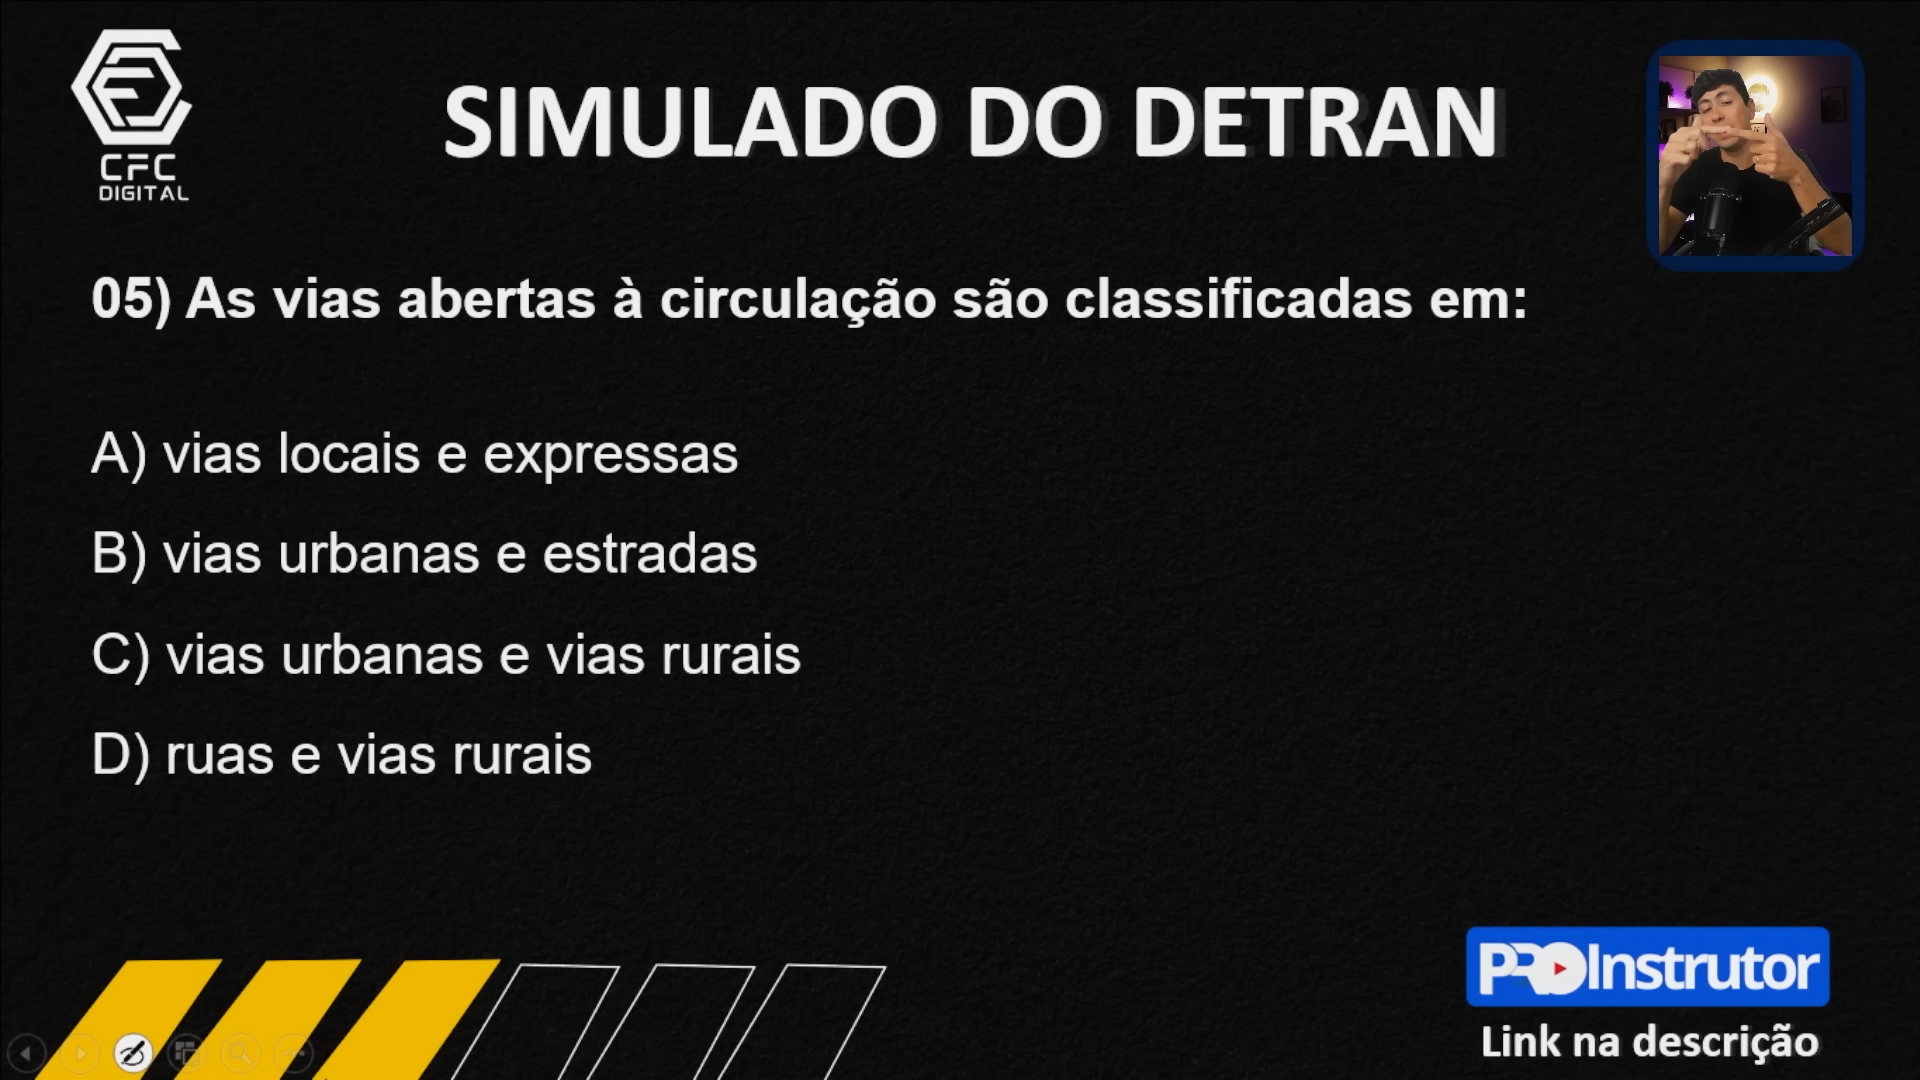 CFC
DIGITAL
SIMULADO DO DETRAN
05) As vias abertas à circulação são classificadas em:
A) vias locais e expressas
B) vias urbanas e estradas
C) vias urbanas e vias rurais
D) ruas e vias rurais
PROInstrutor
Link na descrição